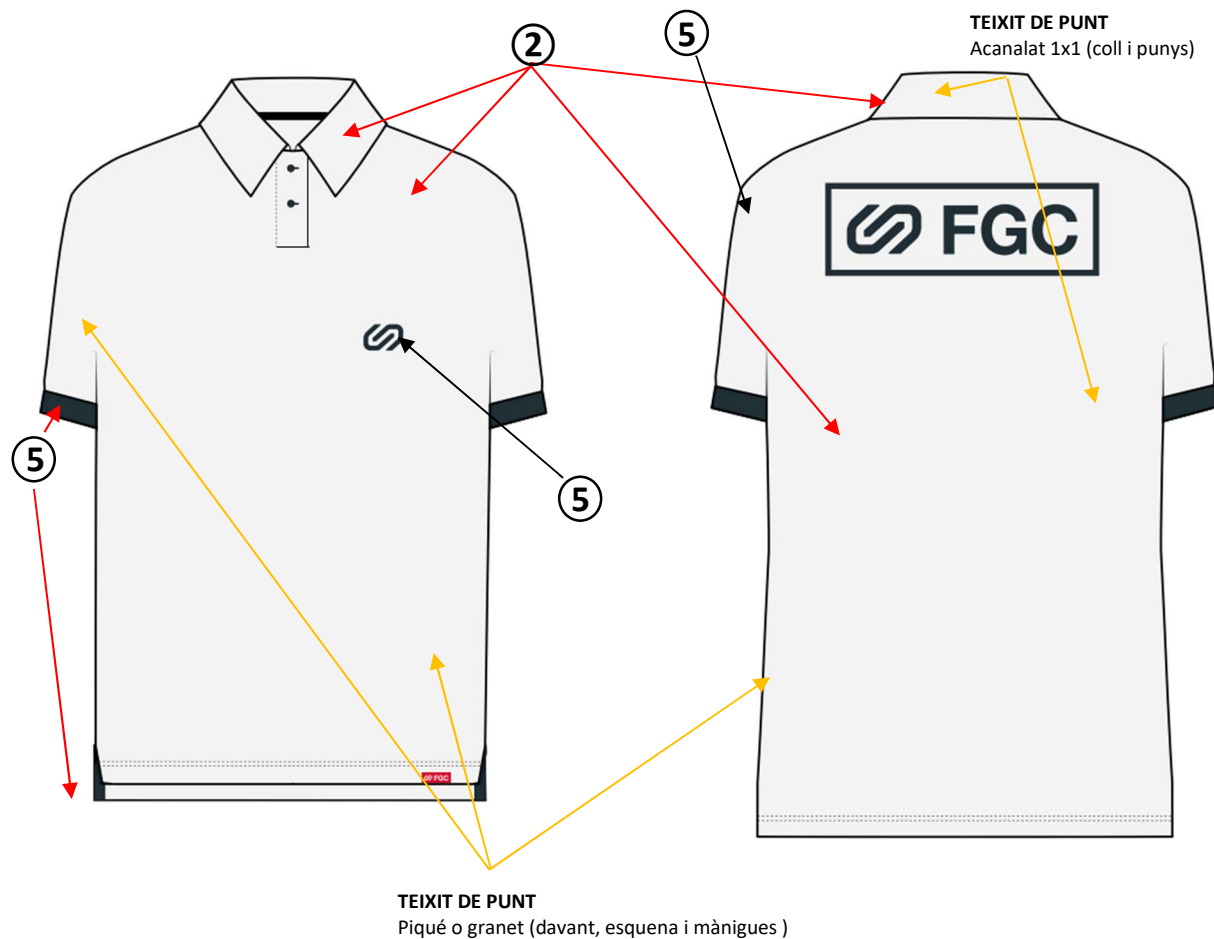 TEIXIT DE PUNT
Acanalat 1x1 (coll i punys)
2
5
FGC
5
5
FGC
TEIXIT DE PUNT
Piqué o granet (davant, esquena i mànigues )